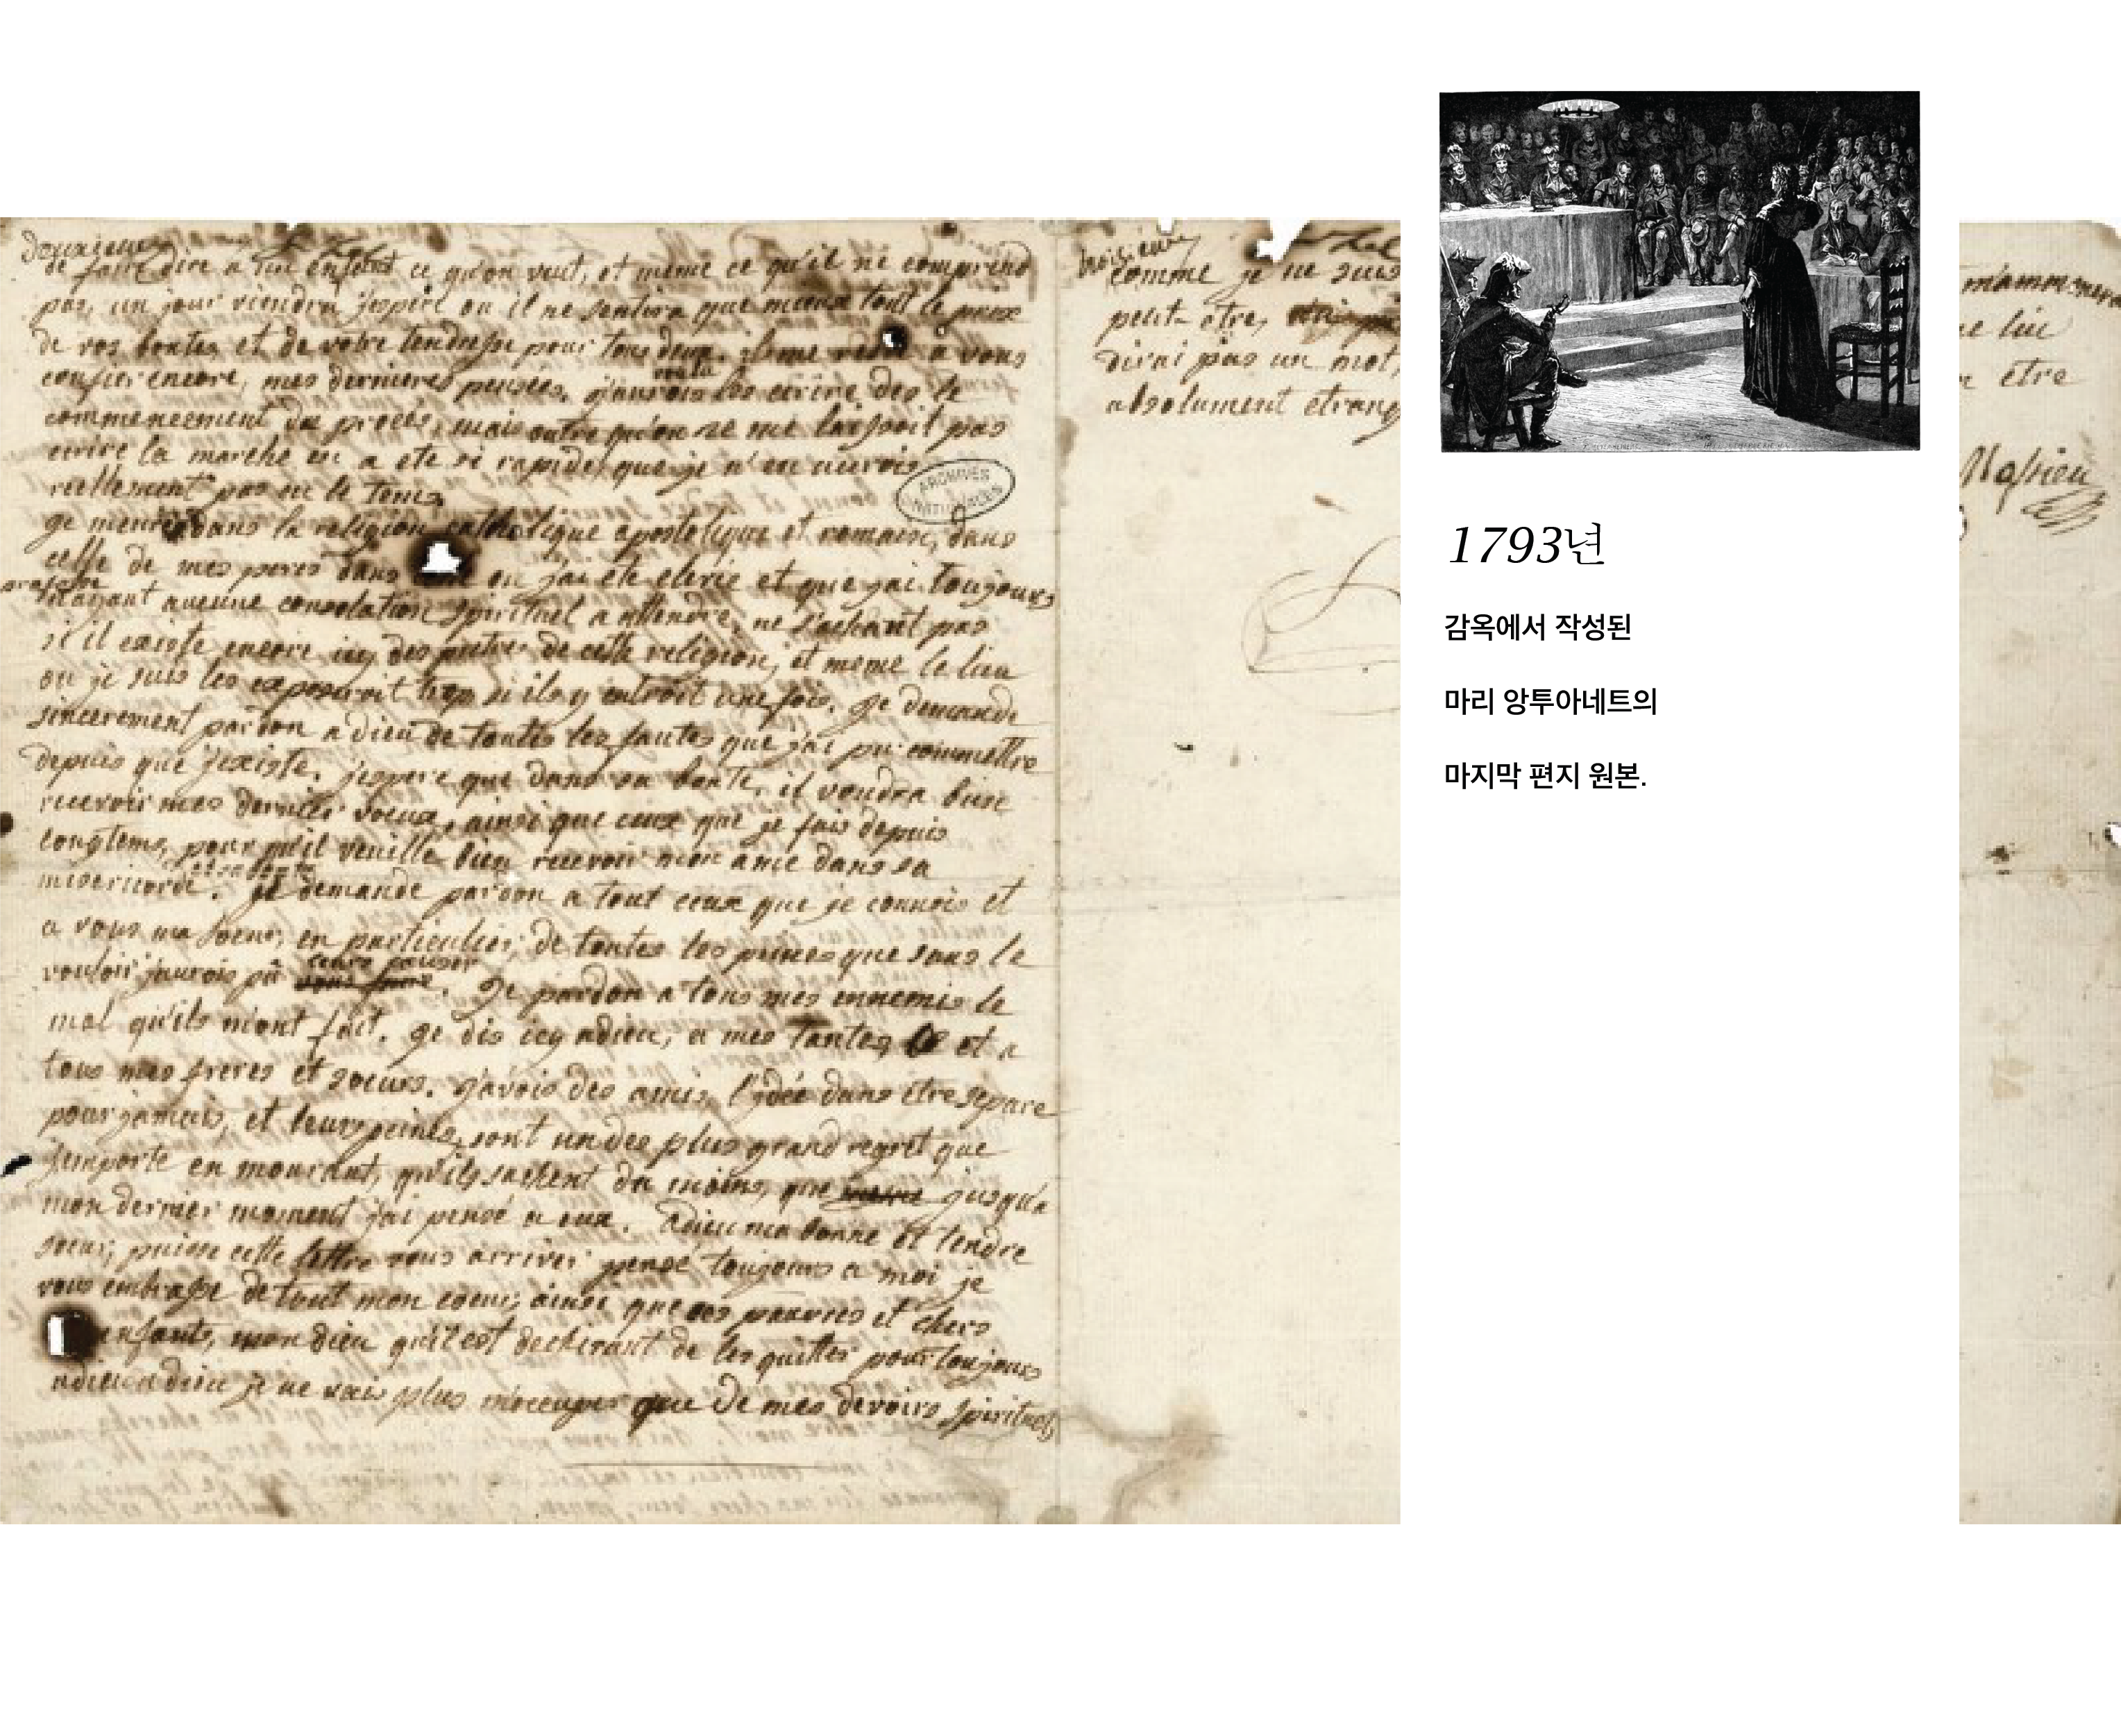 douxieme
de faire dire a un enfant ce qu'on veut, et meme ce qu'il ne comprend
pas, un jour viendra j'espere ou il ne sentira que mieux tout le prix
de vos bontes et de votre tendresse pour tous deux. il me reste a vous
confier encore, mes dernieres pensées. j'aurois voulu les ecrire des le
commencement du procès, mais outre qu'on ne me laissoit pas
ecrire la marche en a ete si rapide, que je n'en aurois
reellement pas eu le tems
ARCHIVES NATIONALES
je meurs dans la religion catholique apostolique et romaine, dans
celle de mes peres dans ou j'ai ete elevée et que j'ai toujours
professée
n'ayant aucune consolation spirituel a attendre, ne sachant pas
si il existe encore icy des pretres de cette religion, et meme le lieu
ou je suis les exposeroit trop si ils y entroit une fois. je demande
sincerement pardon a dieu de toutes les fautes que j'ai pu commettre
depuis que j'existe. j'espere que dans sa bonté, il voudra bien
recevoir mes derniers voeux, ainsi que ceux que je fais depuis
longtems, pour qu'il veuille bien recevoir mon ame dans sa
misericorde et sa bonté. je demande pardon a tout ceux que je connois et
a vous ma soeur, en particulier, de toutes les peines que sans le
vouloir j'aurois pu leurs causer. je pardon a tous mes ennemis le
mal qu'ils m'ont fait. je dis icy adieu, a mes tantes et a
tous mes freres et soeurs. j'avois des amis, l'idée dans etre separe
pour jamais, et leurs peines, sont un des plus grand regret que
j'emporte en mourant, qu'ils sachent du moins, que jusqu'a
mon dernier moment j'ai pensé a eux. adieu ma bonne et tendre
soeur, puisse cette lettre vous arriver pensé toujours a moi je
vous embrasse de tout mon coeur, ainsi que ces pauvres et chers
enfants, mon dieu qu'il est dechirant de les quitter pour toujours
adieu adieu je ne vais plus m'occuper que de mes devoirs spirituels
troisieme
comme je ne suis
peut-etre,
dirai pas un mot,
absolument etrang
1793년
감옥에서 작성된
마리 앙투아네트의
마지막 편지 원본.
m'ammenera
e lui
etre
Massieu